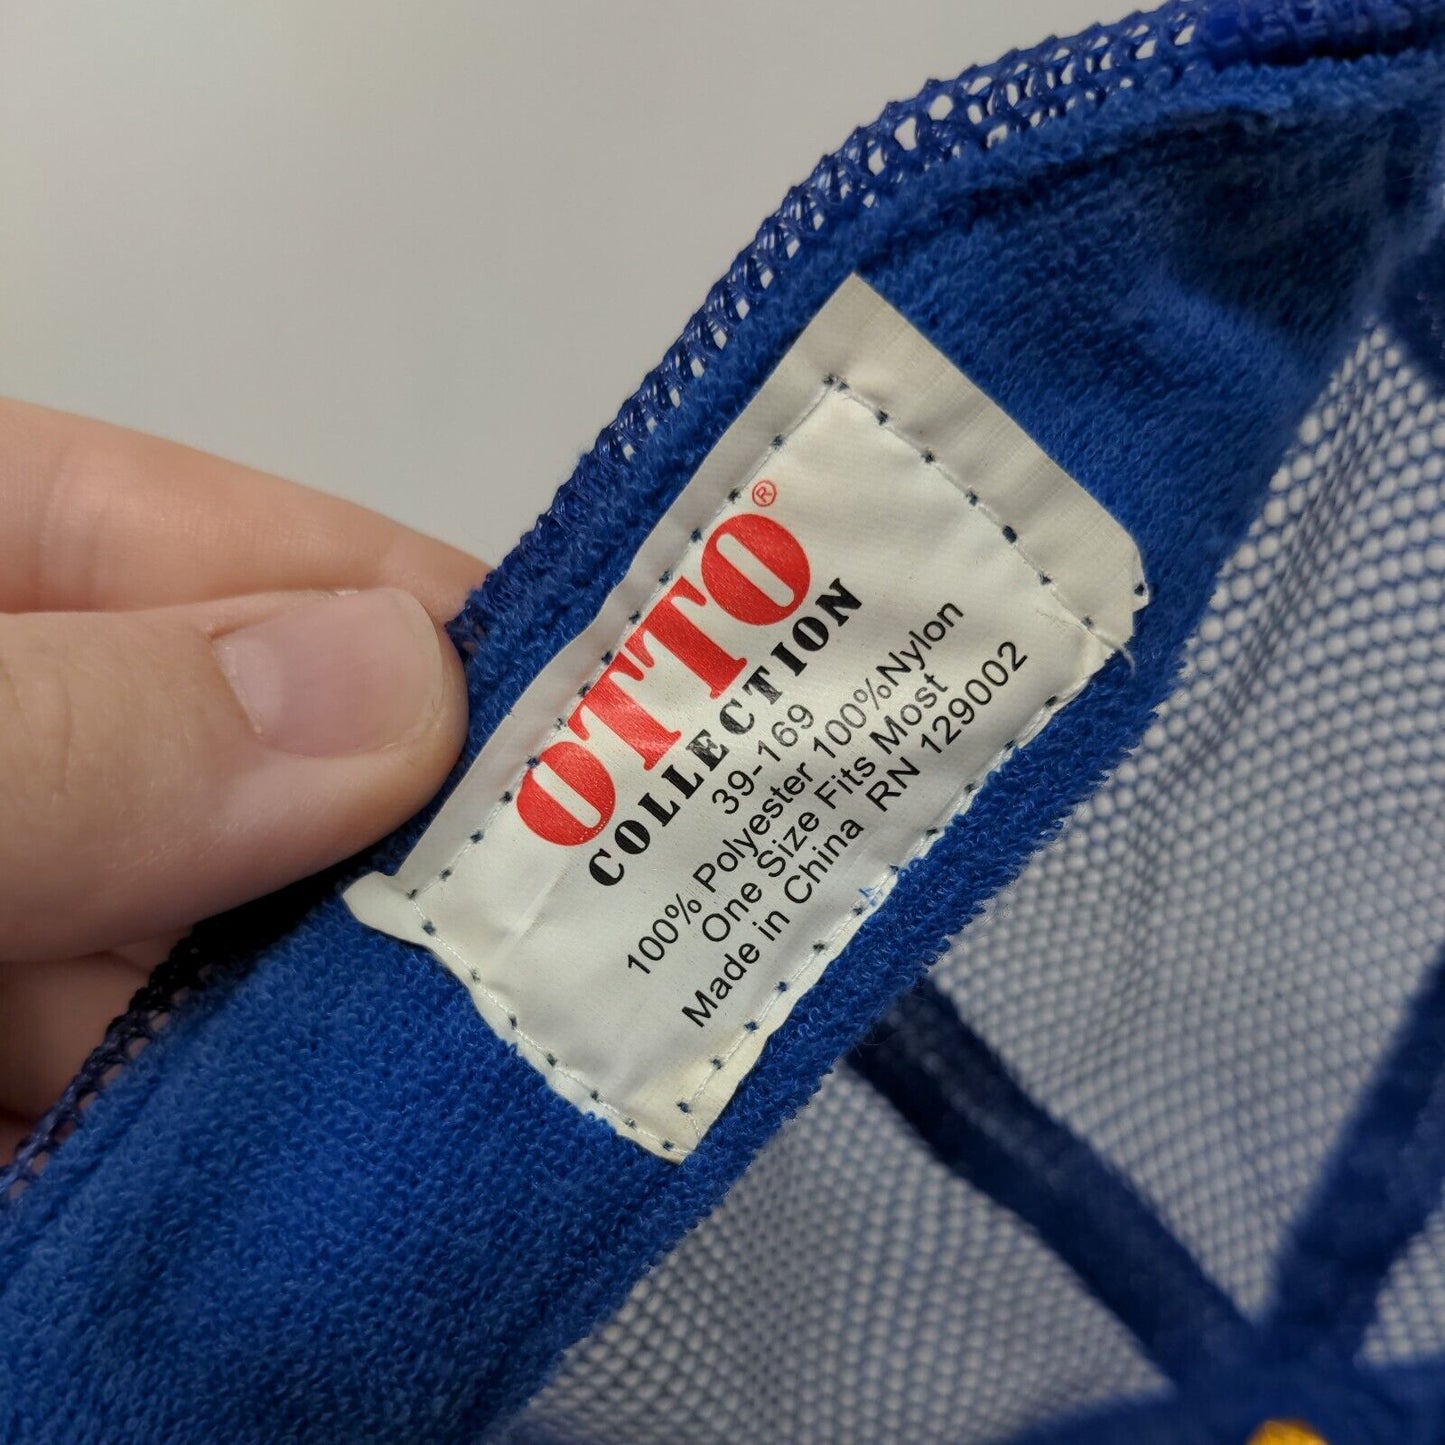 OTTO®
COLLECTION
39-169
100% Polyester 100%Nylon
One Size Fits Most
Made in China RN 129002